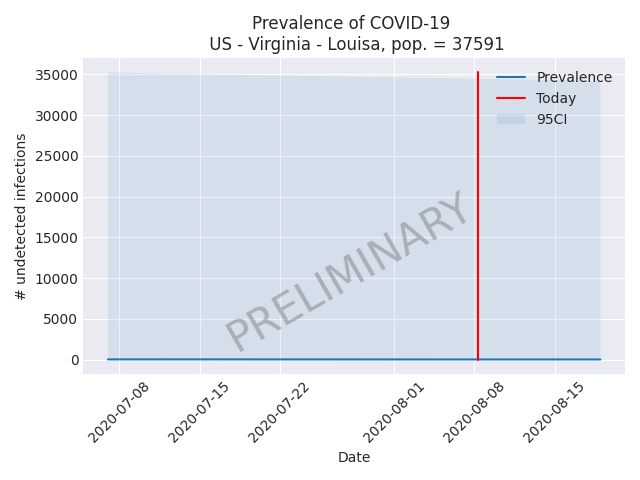 Prevalence of COVID-19
US - Virginia - Louisa, pop. = 37591
35000
30000
25000
20000
15000
10000
5000
0
# undetected infections
Prevalence
Today
95CI
PRELIMINARY
2020-07-08
2020-07-15
2020-07-22
2020-08-01
2020-08-08
2020-08-15
Date